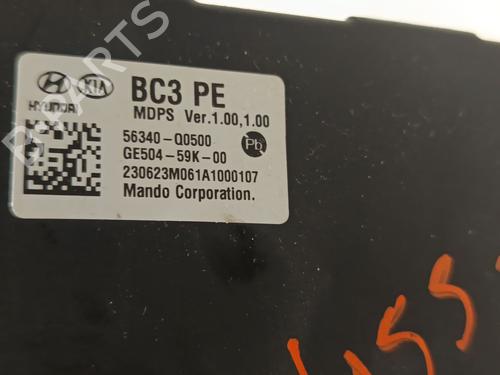 HYUNDAI
KIA
BC3 PE
MDPS Ver.1.00,1.00
56340-Q0500
Pb
GE504-59K-00
230623M061A1000107
Mando Corporation.
B-PARTS